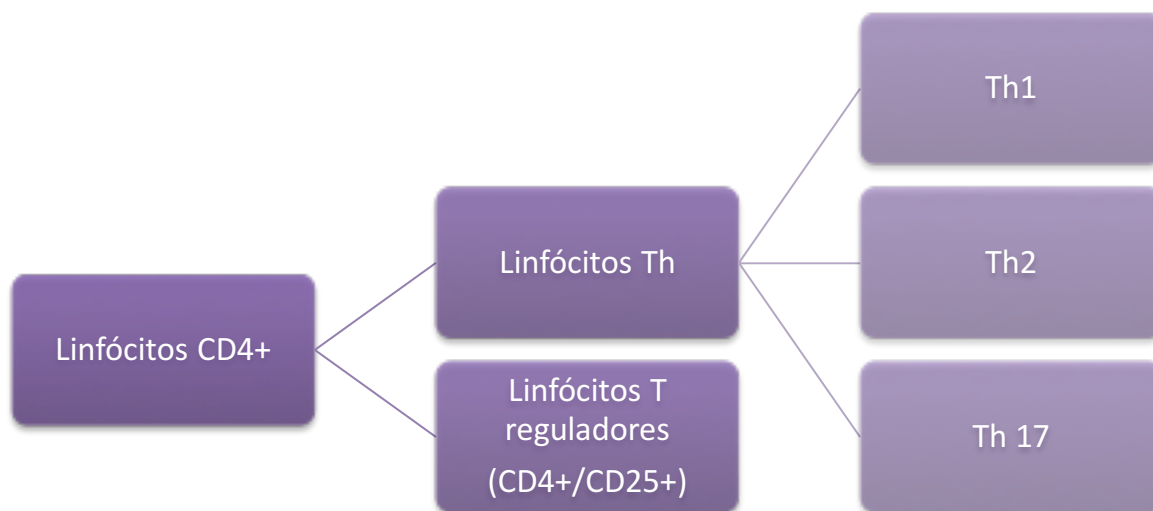 Linfócitos CD4+
Linfócitos Th
Linfócitos T
reguladores
(CD4+/CD25+)
Th1
Th2
Th 17